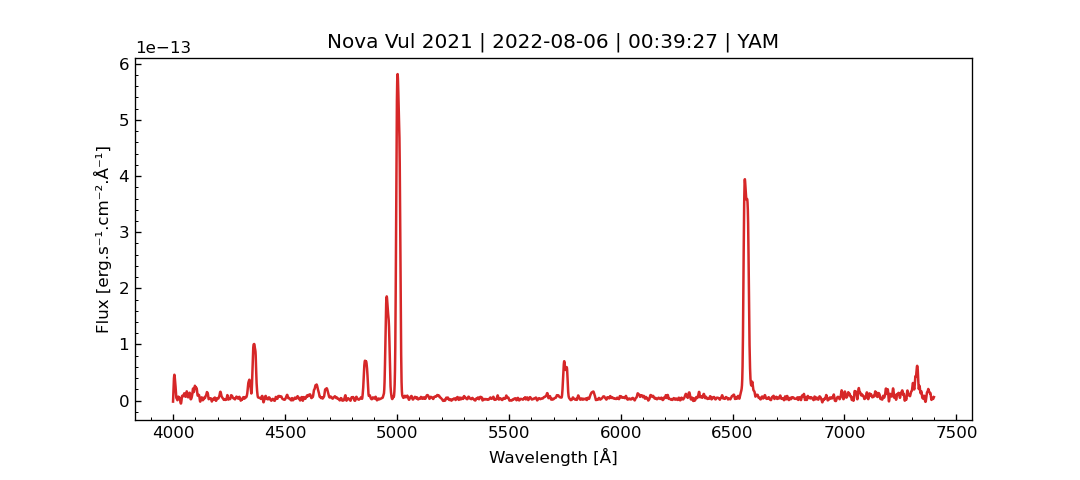 Nova Vul 2021 | 2022-08-06 | 00:39:27 | YAM
1e−13
6
5
4
3
2
1
0
Flux [erg.s⁻¹.cm⁻².Å⁻¹]
4000 4500 5000 5500 6000 6500 7000 7500
Wavelength [Å]